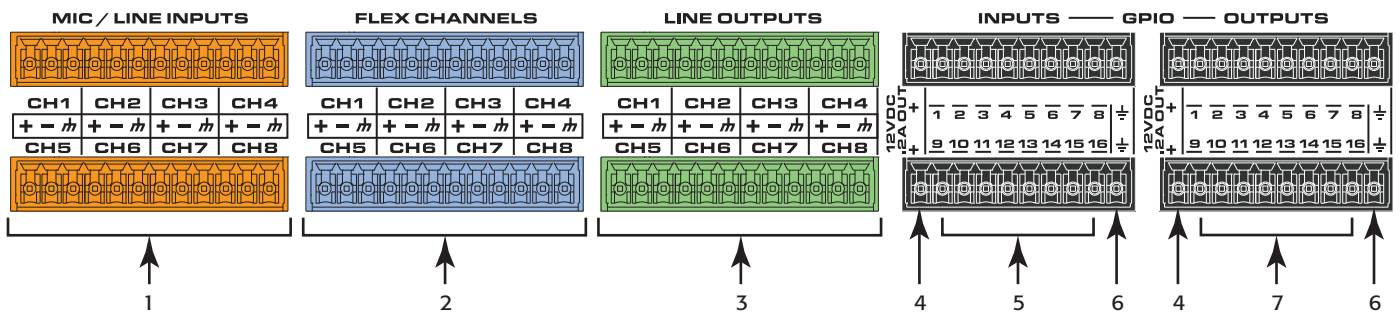 MIC / LINE INPUTS
CH1 CH2 CH3 CH4
+ − + − + − + −
CH5 CH6 CH7 CH8
1
FLEX CHANNELS
CH1 CH2 CH3 CH4
+ − + − + − + −
CH5 CH6 CH7 CH8
2
LINE OUTPUTS
CH1 CH2 CH3 CH4
+ − + − + − + −
CH5 CH6 CH7 CH8
3
INPUTS — GPIO — OUTPUTS
12VDC
.2A OUT
+ 1 2 3 4 5 6 7 8
+ 9 10 11 12 13 14 15 16
4 5 6
12VDC
.2A OUT
+ 1 2 3 4 5 6 7 8
+ 9 10 11 12 13 14 15 16
4 7 6